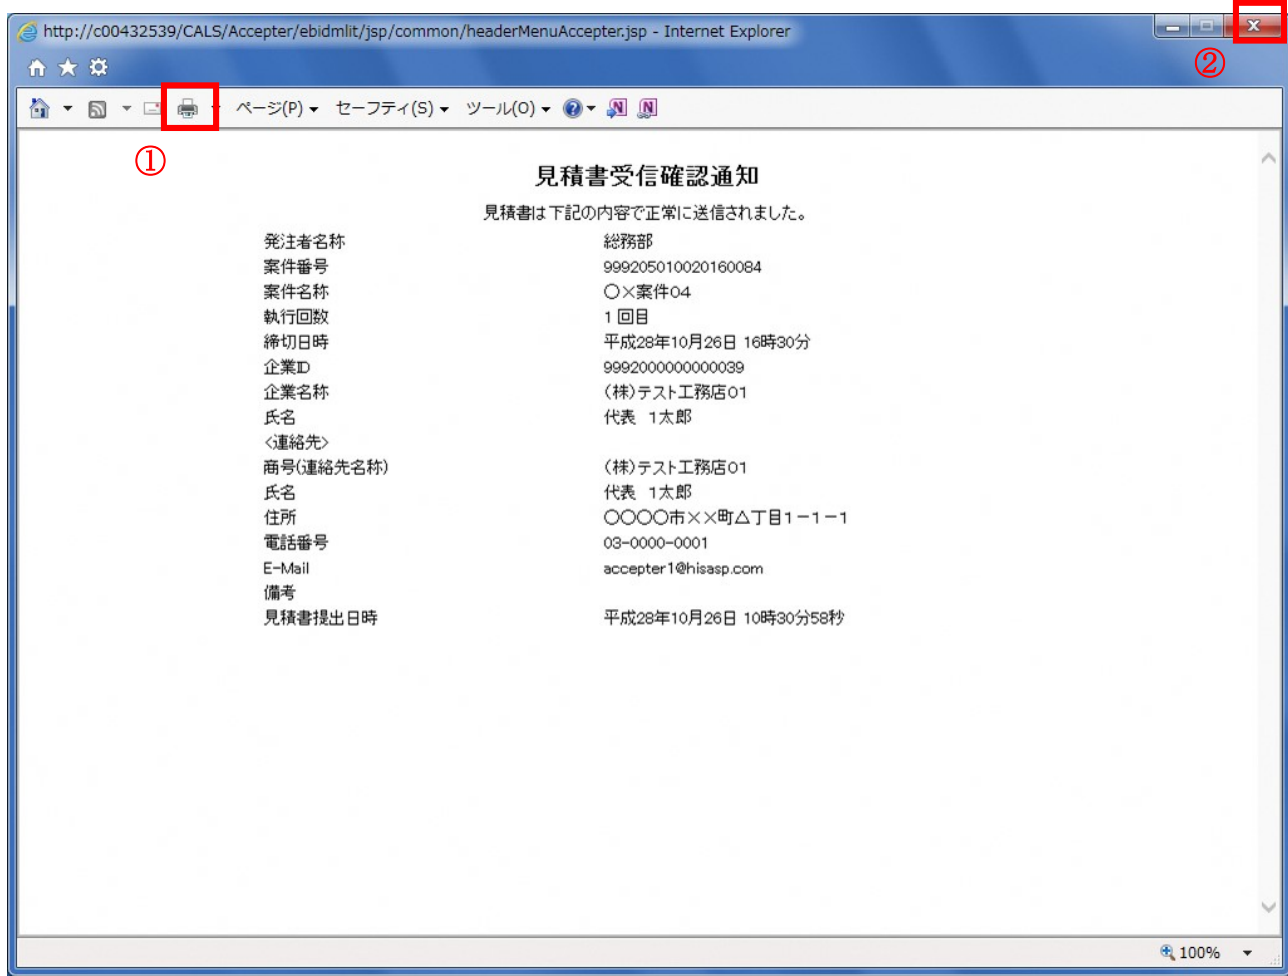 http://c00432539/CALS/Accepter/ebidmlit/jsp/common/headerMenuAccepter.jsp - Internet Explorer
②
ページ(P) セーフティ(S) ツール(O)
①
見積書受信確認通知
見積書は下記の内容で正常に送信されました。
発注者名称 総務部
案件番号 999205010020160084
案件名称 〇×案件04
執行回数 1回目
締切日時 平成28年10月26日 16時30分
企業ID 9992000000000039
企業名称 (株)テスト工務店01
氏名 代表 1太郎
<連絡先>
商号(連絡先名称) (株)テスト工務店01
氏名 代表 1太郎
住所 〇〇〇〇市××町△丁目1-1-1
電話番号 03-0000-0001
E-Mail accepter1@hisasp.com
備考
見積書提出日時 平成28年10月26日 10時30分58秒
100%